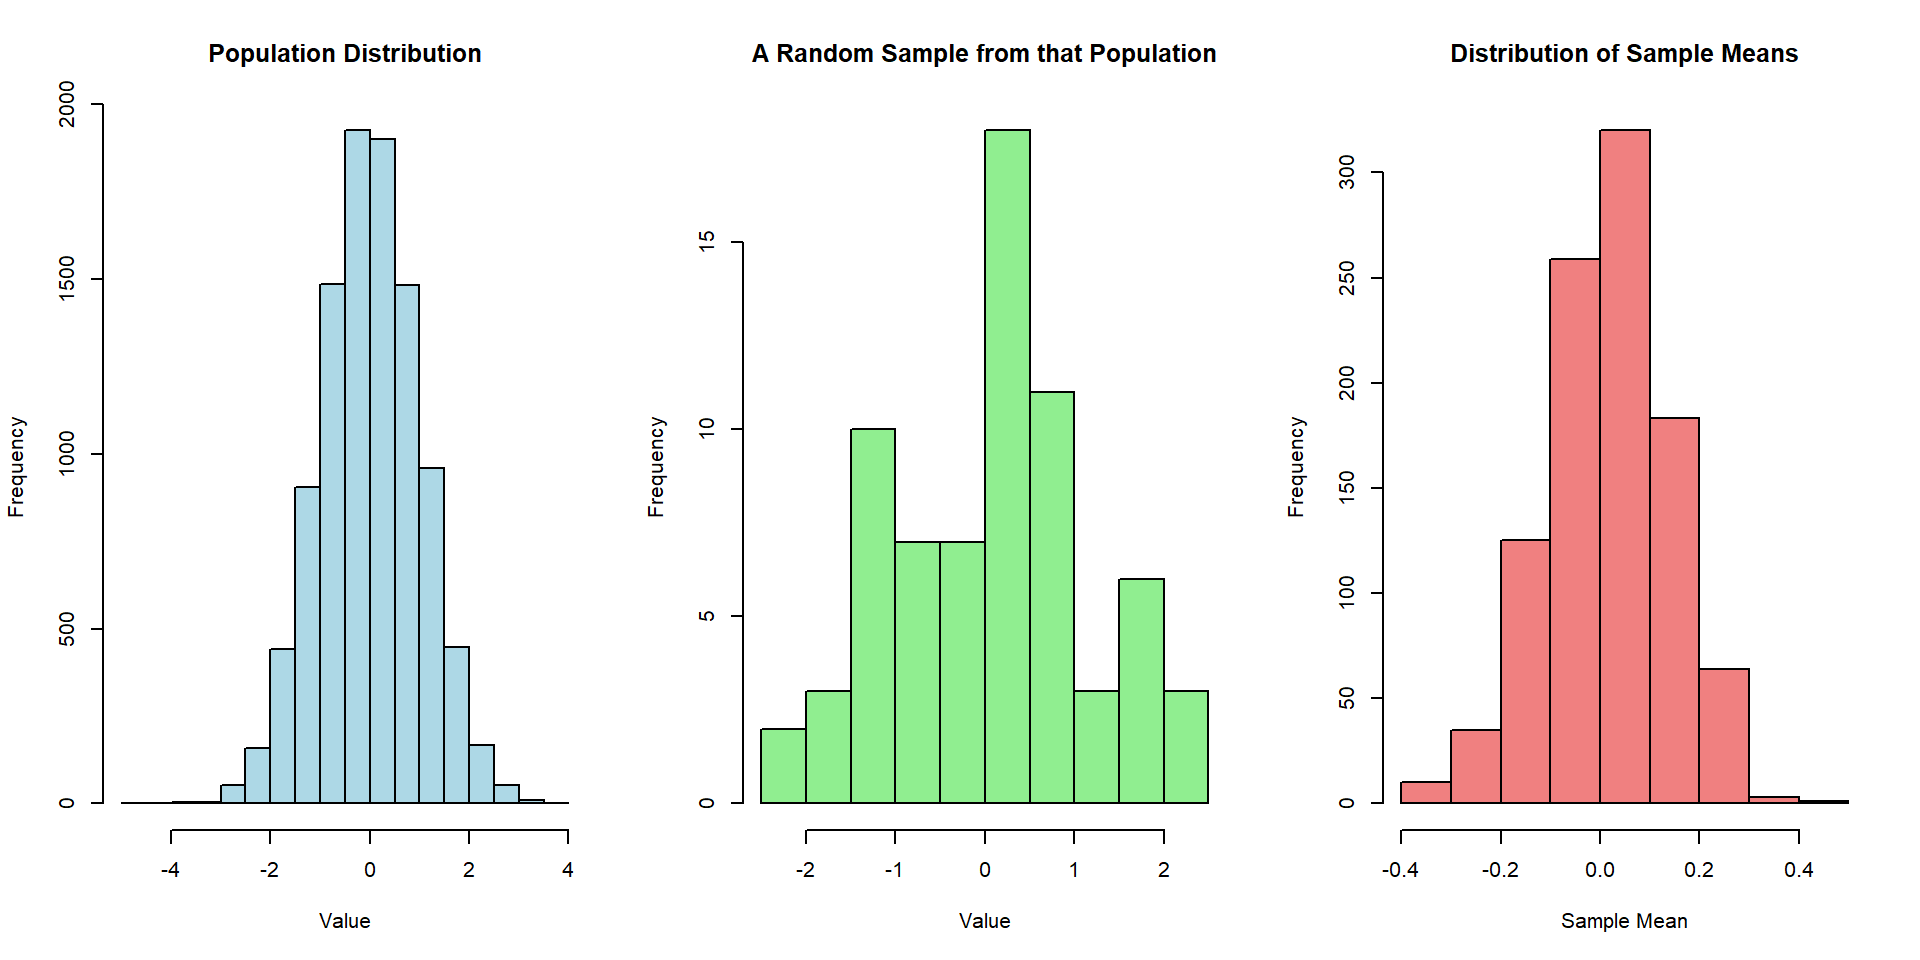 Population Distribution
Frequency
2000
1500
1000
500
0
-4 -2 0 2 4
Value
A Random Sample from that Population
Frequency
15
10
5
0
-2 -1 0 1 2
Value
Distribution of Sample Means
Frequency
300
250
200
150
100
50
0
-0.4 -0.2 0.0 0.2 0.4
Sample Mean